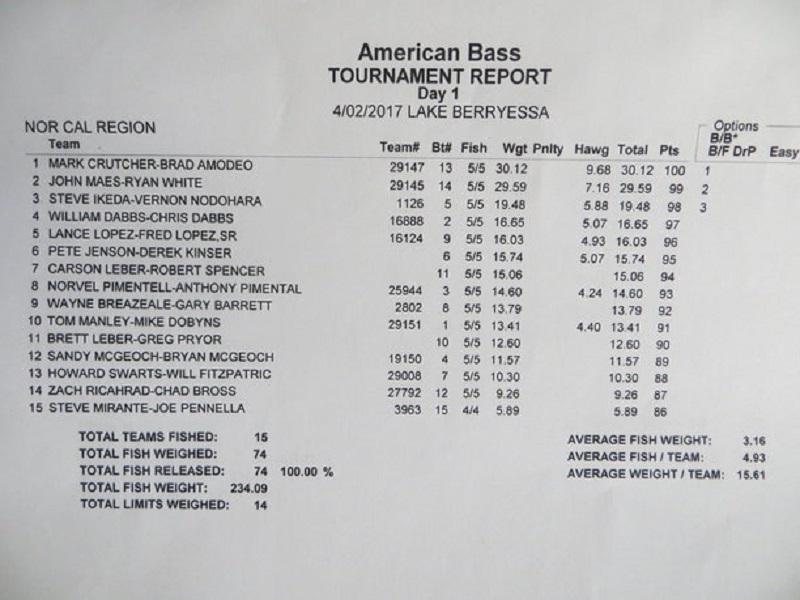 American Bass
TOURNAMENT REPORT
Day 1
4/02/2017 LAKE BERRYESSA
NOR CAL REGION
Options
B/B*
Team Team# Bt# Fish Wgt Pnlty Hawg Total Pts B/F DrP Easy
1 MARK CRUTCHER-BRAD AMODEO 29147 13 5/5 30.12 9.68 30.12 100 1
2 JOHN MAES-RYAN WHITE 29145 14 5/5 29.59 7.16 29.59 99 2
3 STEVE IKEDA-VERNON NODOHARA 1126 5 5/5 19.48 5.88 19.48 98 3
4 WILLIAM DABBS-CHRIS DABBS 16888 2 5/5 16.65 5.07 16.65 97
5 LANCE LOPEZ-FRED LOPEZ,SR 16124 9 5/5 16.03 4.93 16.03 96
6 PETE JENSON-DEREK KINSER 6 5/5 15.74 5.07 15.74 95
7 CARSON LEBER-ROBERT SPENCER 11 5/5 15.06 15.06 94
8 NORVEL PIMENTELL-ANTHONY PIMENTAL 25944 3 5/5 14.60 4.24 14.60 93
9 WAYNE BREAZEALE-GARY BARRETT 2802 8 5/5 13.79 13.79 92
10 TOM MANLEY-MIKE DOBYNS 29151 1 5/5 13.41 4.40 13.41 91
11 BRETT LEBER-GREG PRYOR 10 5/5 12.60 12.60 90
12 SANDY MCGEOCH-BRYAN MCGEOCH 19150 4 5/5 11.57 11.57 89
13 HOWARD SWARTS-WILL FITZPATRIC 29008 7 5/5 10.30 10.30 88
14 ZACH RICAHRAD-CHAD BROSS 27792 12 5/5 9.26 9.26 87
15 STEVE MIRANTE-JOE PENNELLA 3963 15 4/4 5.89 5.89 86
TOTAL TEAMS FISHED: 15
TOTAL FISH WEIGHED: 74
TOTAL FISH RELEASED: 74 100.00 %
TOTAL FISH WEIGHT: 234.09
TOTAL LIMITS WEIGHED: 14
AVERAGE FISH WEIGHT: 3.16
AVERAGE FISH / TEAM: 4.93
AVERAGE WEIGHT / TEAM: 15.61